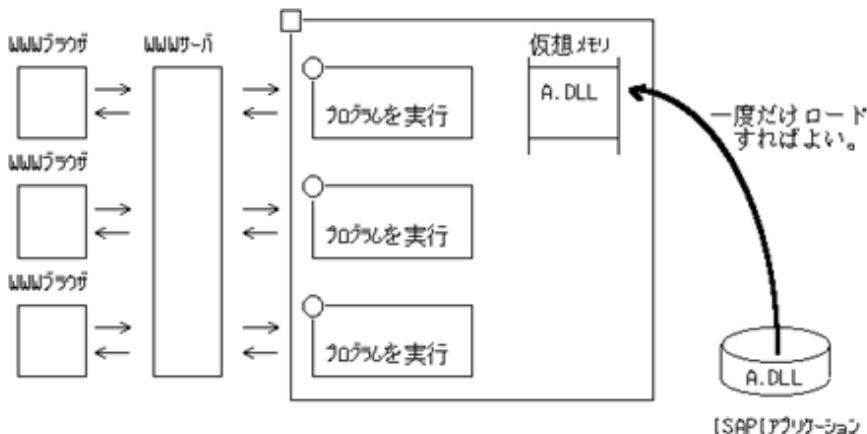 WWWブラウザ
WWWサーバ
仮想メモリ
A.DLL
プログラムを実行
一度だけロード
すればよい。
WWWブラウザ
プログラムを実行
WWWブラウザ
プログラムを実行
A.DLL
ISAPIアプリケーション